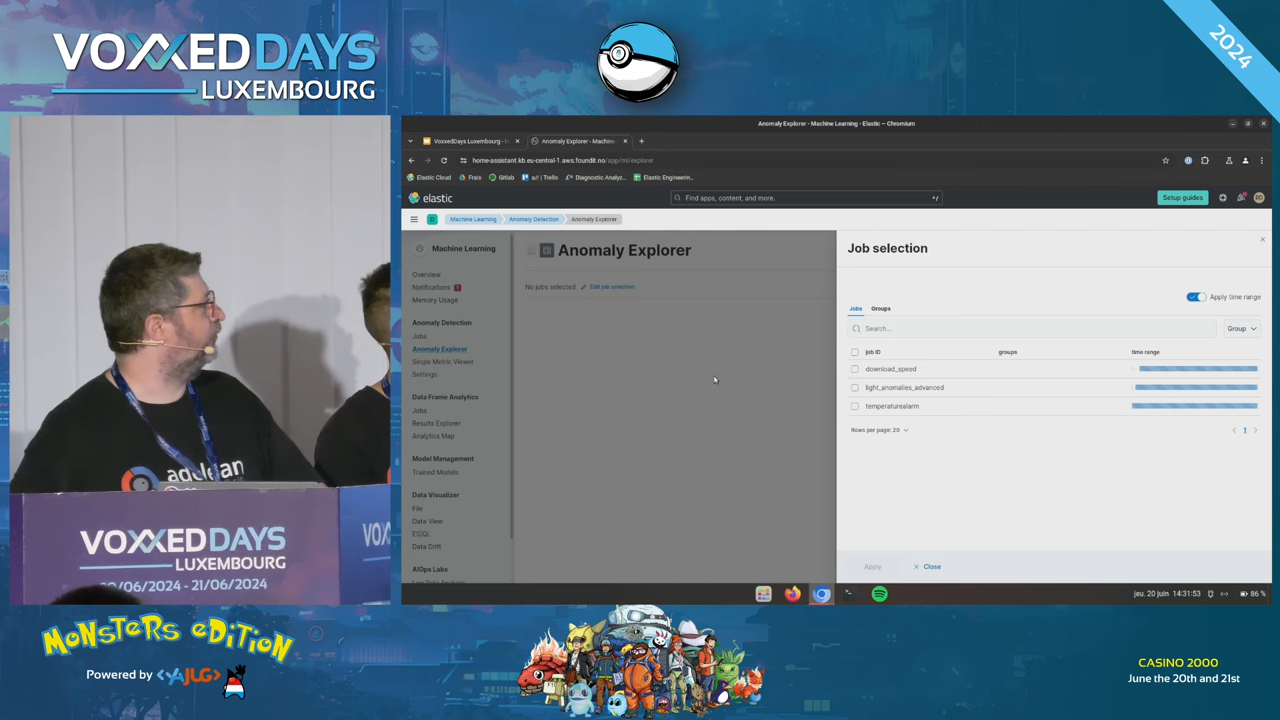 VOXXEDDAYS
LUXEMBOURG
2024
Anomaly Explorer - Machine Learning - Elastic – Chromium
VoxxedDays Luxembourg -
Anomaly Explorer - Machine
home-assistant.kb.eu-central-1.aws.foundit.no/app/ml/explorer
Elastic Cloud
Frais
Gitlab
s// | Trello
Diagnostic Analyz...
Elastic Engineerin...
elastic
Find apps, content, and more.
^/
Setup guides
D
Machine Learning
Anomaly Detection
Anomaly Explorer
Machine Learning
Overview
Notifications 1
Memory Usage
Anomaly Detection
Jobs
Anomaly Explorer
Single Metric Viewer
Settings
Data Frame Analytics
Jobs
Results Explorer
Analytics Map
Model Management
Trained Models
Data Visualizer
File
Data View
ES|QL
Data Drift
AIOps Labs
Anomaly Explorer
No jobs selected
Edit job selection
Job selection
Apply time range
Jobs
Groups
Search...
Group
Job ID
groups
time range
download_speed
light_anomalies_advanced
temperaturealarm
Rows per page: 20
1
Apply
Close
jeu. 20 juin 14:31:53
86 %
adelean
VOXXEDDAYS
LUXEMBOURG
/06/2024 - 21/06/2024
VOX
MONSTERS EDITION
Powered by <YAJUG>
CASINO 2000
June the 20th and 21st